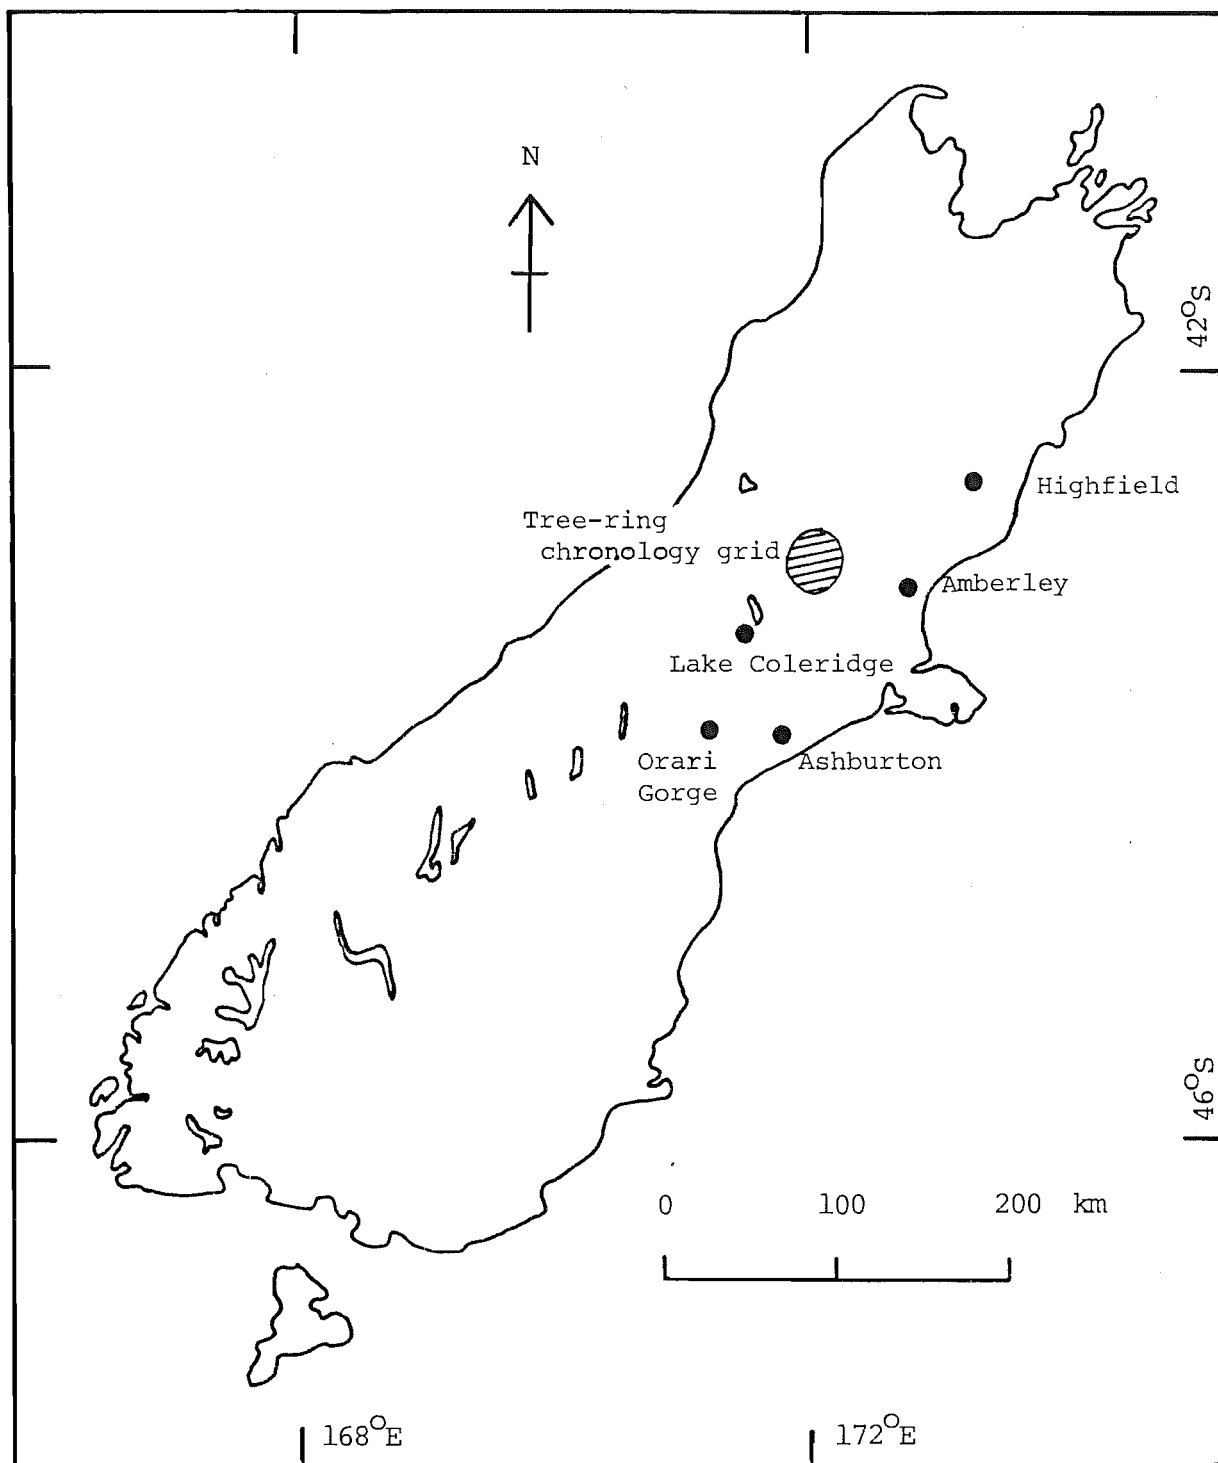 N
42°S
Highfield
Tree-ring
chronology grid
Amberley
Lake Coleridge
Orari
Gorge
Ashburton
46°S
0 100 200 km
168°E
172°E